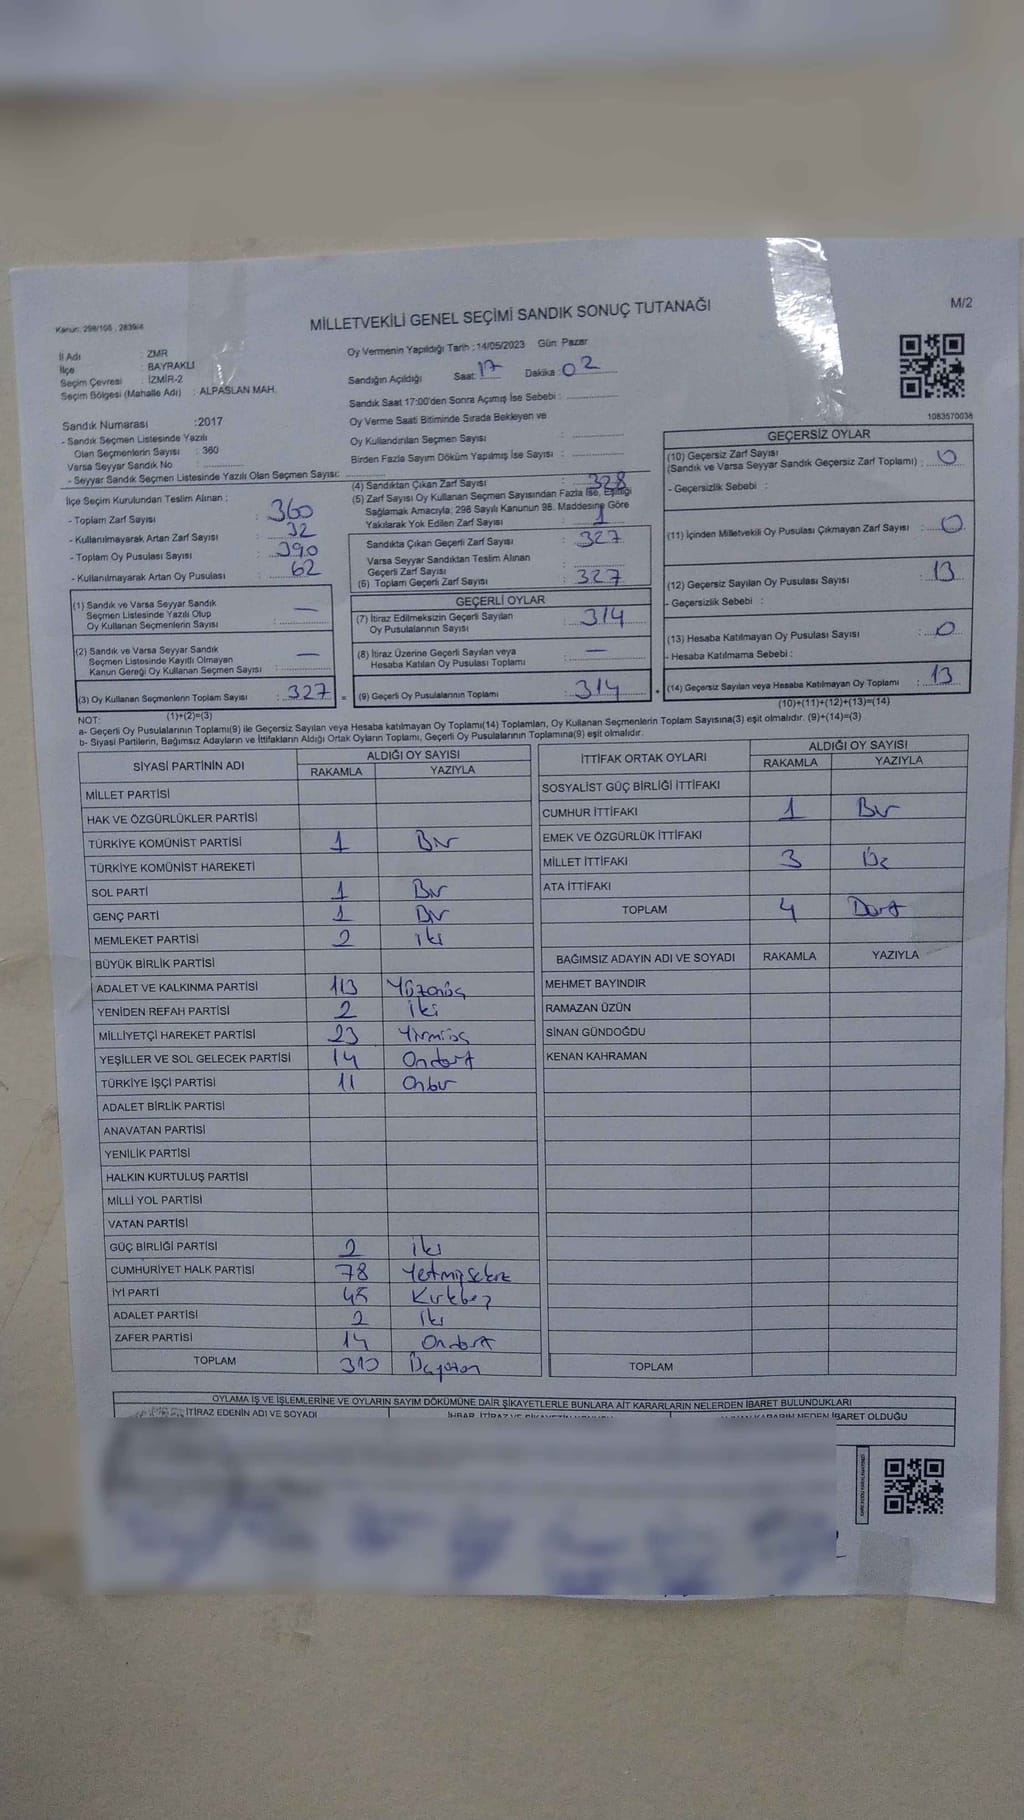 Kanun: 298/105 , 2839/4
MİLLETVEKİLİ GENEL SEÇİMİ SANDIK SONUÇ TUTANAĞI
M/2
İl Adı : ZMR
İlçe : BAYRAKLI
Seçim Çevresi : İZMİR-2
Seçim Bölgesi (Mahalle Adı) : ALPASLAN MAH.
Sandık Numarası :2017
- Sandık Seçmen Listesinde Yazılı
Olan Seçmenlerin Sayısı : 360
Varsa Seyyar Sandık No :
- Seyyar Sandık Seçmen Listesinde Yazılı Olan Seçmen Sayısı:
Oy Vermenin Yapıldığı Tarih : 14/05/2023 Gün: Pazar
Sandığın Açıldığı Saat: 17 Dakika: 02
Sandık Saat 17:00'den Sonra Açımış İse Sebebi :
Oy Verme Saati Bitiminde Sırada Bekleyen ve
Oy Kullandırılan Seçmen Sayısı :
Birden Fazla Sayım Döküm Yapılmış İse Sayısı :
1083570038
İlçe Seçim Kurulundan Teslim Alınan :
- Toplam Zarf Sayısı : 360
- Kullanılmayarak Artan Zarf Sayısı : 32
- Toplam Oy Pusulası Sayısı : 390
- Kullanılmayarak Artan Oy Pusulası : 62
(1) Sandık ve Varsa Seyyar Sandık
Seçmen Listesinde Yazılı Olup
Oy Kullanan Seçmenlerin Sayısı : —
(2) Sandık ve Varsa Seyyar Sandık
Seçmen Listesinde Kayıtlı Olmayan
Kanun Gereği Oy Kullanan Seçmen Sayısı : —
(3) Oy Kullanan Seçmenlerin Toplam Sayısı : 327 =
(1)+(2)=(3)
(4) Sandıktan Çıkan Zarf Sayısı : 328
(5) Zarf Sayısı Oy Kullanan Seçmen Sayısından Fazla İse, Eşitliği
Sağlamak Amacıyla; 298 Sayılı Kanunun 98. Maddesine Göre
Yakılarak Yok Edilen Zarf Sayısı : 1
Sandıkta Çıkan Geçerli Zarf Sayısı : 327
Varsa Seyyar Sandıktan Teslim Alınan
Geçerli Zarf Sayısı :
(6) Toplam Geçerli Zarf Sayısı : 327
GEÇERLİ OYLAR
(7) İtiraz Edilmeksizin Geçerli Sayılan
Oy Pusulalarının Sayısı : 314
(8) İtiraz Üzerine Geçerli Sayılan veya
Hesaba Katılan Oy Pusulası Toplamı : —
(9) Geçerli Oy Pusulalarının Toplamı : 314
GEÇERSİZ OYLAR
(10) Geçersiz Zarf Sayısı
(Sandık ve Varsa Seyyar Sandık Geçersiz Zarf Toplamı) : 0
- Geçersizlik Sebebi :
(11) İçinden Milletvekili Oy Pusulası Çıkmayan Zarf Sayısı : 0
(12) Geçersiz Sayılan Oy Pusulası Sayısı : 13
- Geçersizlik Sebebi :
(13) Hesaba Katılmayan Oy Pusulası Sayısı : 0
- Hesaba Katılmama Sebebi :
(14) Geçersiz Sayılan veya Hesaba Katılmayan Oy Toplamı : 13
(10)+(11)+(12)+(13)=(14)
NOT:
a- Geçerli Oy Pusulaları Toplamı(9) ile Geçersiz Sayılan veya Hesaba katılmayan Oy Toplamı(14) Toplamları, Oy Kullanan Seçmenlerin Toplam Sayısına(3) eşit olmalıdır. (9)+(14)=(3)
b- Siyasi Partilerin, Bağımsız Adayların ve İttifakların Aldığı Ortak Oyların Toplamı, Geçerli Oy Pusulalarının Toplamına(9) eşit olmalıdır.
SİYASİ PARTİNİN ADI ALDIĞI OY SAYISI
RAKAMLA YAZIYLA
MİLLET PARTİSİ
HAK VE ÖZGÜRLÜKLER PARTİSİ
TÜRKİYE KOMÜNİST PARTİSİ 1 Bir
TÜRKİYE KOMÜNİST HAREKETİ
SOL PARTİ 1 Bir
GENÇ PARTİ 1 Bir
MEMLEKET PARTİSİ 2 iki
BÜYÜK BİRLİK PARTİSİ
ADALET VE KALKINMA PARTİSİ 113 Yüzonüç
YENİDEN REFAH PARTİSİ 2 iki
MİLLİYETÇİ HAREKET PARTİSİ 23 Yirmiüç
YEŞİLLER VE SOL GELECEK PARTİSİ 14 Ondört
TÜRKİYE İŞÇİ PARTİSİ 11 Onbir
ADALET BİRLİK PARTİSİ
ANAVATAN PARTİSİ
YENİLİK PARTİSİ
HALKIN KURTULUŞ PARTİSİ
MİLLİ YOL PARTİSİ
VATAN PARTİSİ
GÜÇ BİRLİĞİ PARTİSİ 2 iki
CUMHURİYET HALK PARTİSİ 78 Yetmişsekiz
İYİ PARTİ 45 Kırkbeş
ADALET PARTİSİ 2 iki
ZAFER PARTİSİ 14 Ondört
TOPLAM 310 Üçyüzon
İTTİFAK ORTAK OYLARI ALDIĞI OY SAYISI
RAKAMLA YAZIYLA
SOSYALİST GÜÇ BİRLİĞİ İTTİFAKI
CUMHUR İTTİFAKI 1 Bir
EMEK VE ÖZGÜRLÜK İTTİFAKI
MİLLET İTTİFAKI 3 Üç
ATA İTTİFAKI
TOPLAM 4 Dört
BAĞIMSIZ ADAYIN ADI VE SOYADI RAKAMLA YAZIYLA
MEHMET BAYINDIR
RAMAZAN ÜZÜN
SİNAN GÜNDOĞDU
KENAN KAHRAMAN
TOPLAM
OYLAMA İŞ VE İŞLEMLERİNE VE OYLARIN SAYIM DÖKÜMÜNE DAİR ŞİKAYETLERLE BUNLARA AİT KARARLARIN NELERDEN İBARET BULUNDUKLARI
İTİRAZ EDENİN ADI VE SOYADI
KARARIN NEDEN İBARET OLDUĞU